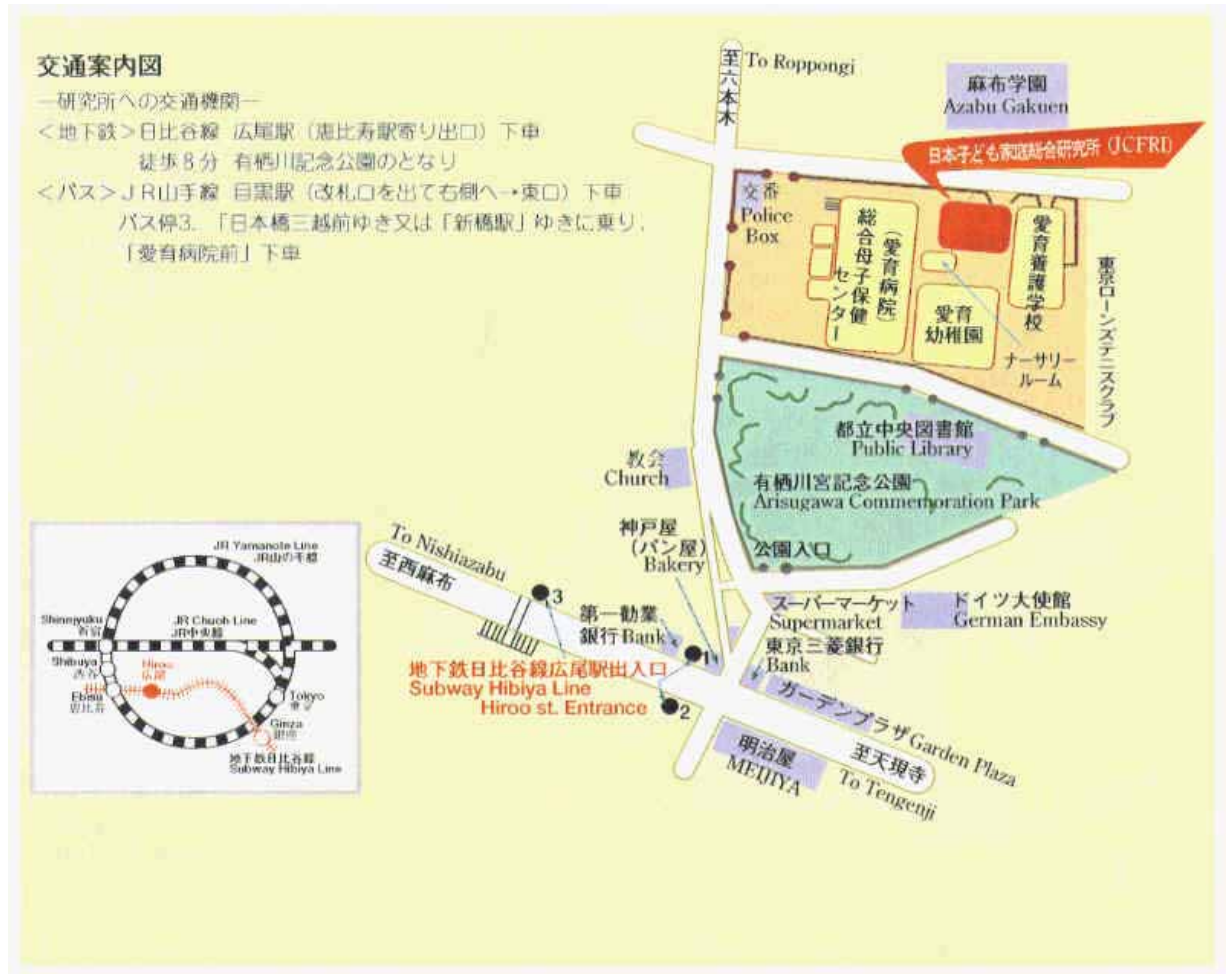 交通案内図
―研究所への交通機関―
＜地下鉄＞日比谷線 広尾駅（恵比寿駅寄り出口）下車
徒歩8分 有栖川記念公園のとなり
＜バス＞JR山手線 目黒駅（改札口を出て右側へ→東口）下車
バス停3．「日本橋三越前ゆき又は「新橋駅」ゆきに乗り、
「愛育病院前」下車
至六本木
To Roppongi
麻布学園
Azabu Gakuen
日本子ども家庭総合研究所 (JCFRI)
交番
Police
Box
総合母子保健
センター
（愛育病院）
愛育
幼稚園
愛育養護学校
ナーサリー
ルーム
東京ローンズテニスクラブ
都立中央図書館
Public Library
教会
Church
有栖川宮記念公園
Arisugawa Commemoration Park
神戸屋
（パン屋）
Bakery
公園入口
To Nishiazabu
至西麻布
3
第一勧業
銀行Bank
スーパーマーケット
Supermarket
ドイツ大使館
German Embassy
東京三菱銀行
Bank
1
地下鉄日比谷線広尾駅出入口
Subway Hibiya Line
Hiroo st. Entrance
2
ガーデンプラザGarden Plaza
明治屋
MEIJIYA
至天現寺
To Tengenji
JR Yamanote Line
JR山の手線
JR Chuoh Line
JR中央線
Shinnyuku
新宿
Shibuya
渋谷
Hiroo
広尾
Ebisu
恵比寿
Tokyo
東京
Ginza
銀座
地下鉄日比谷線
Subway Hibiya Line